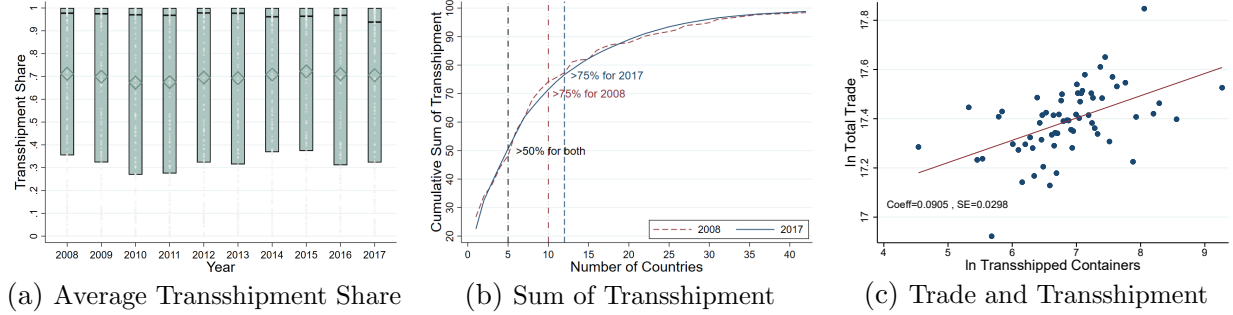 Transshipment Share
1
.9
.8
.7
.6
.5
.4
.3
.2
.1
0
2008 2009 2010 2011 2012 2013 2014 2015 2016 2017
Year
(a) Average Transshipment Share
Cumulative Sum of Transshipment
100
90
80
70
60
50
40
30
20
>75% for 2017
>75% for 2008
>50% for both
2008 2017
0 5 10 15 20 25 30 35 40
Number of Countries
(b) Sum of Transshipment
ln Total Trade
17.8
17.6
17.4
17.2
17
Coeff=0.0905 , SE=0.0298
4 5 6 7 8 9
ln Transshipped Containers
(c) Trade and Transshipment